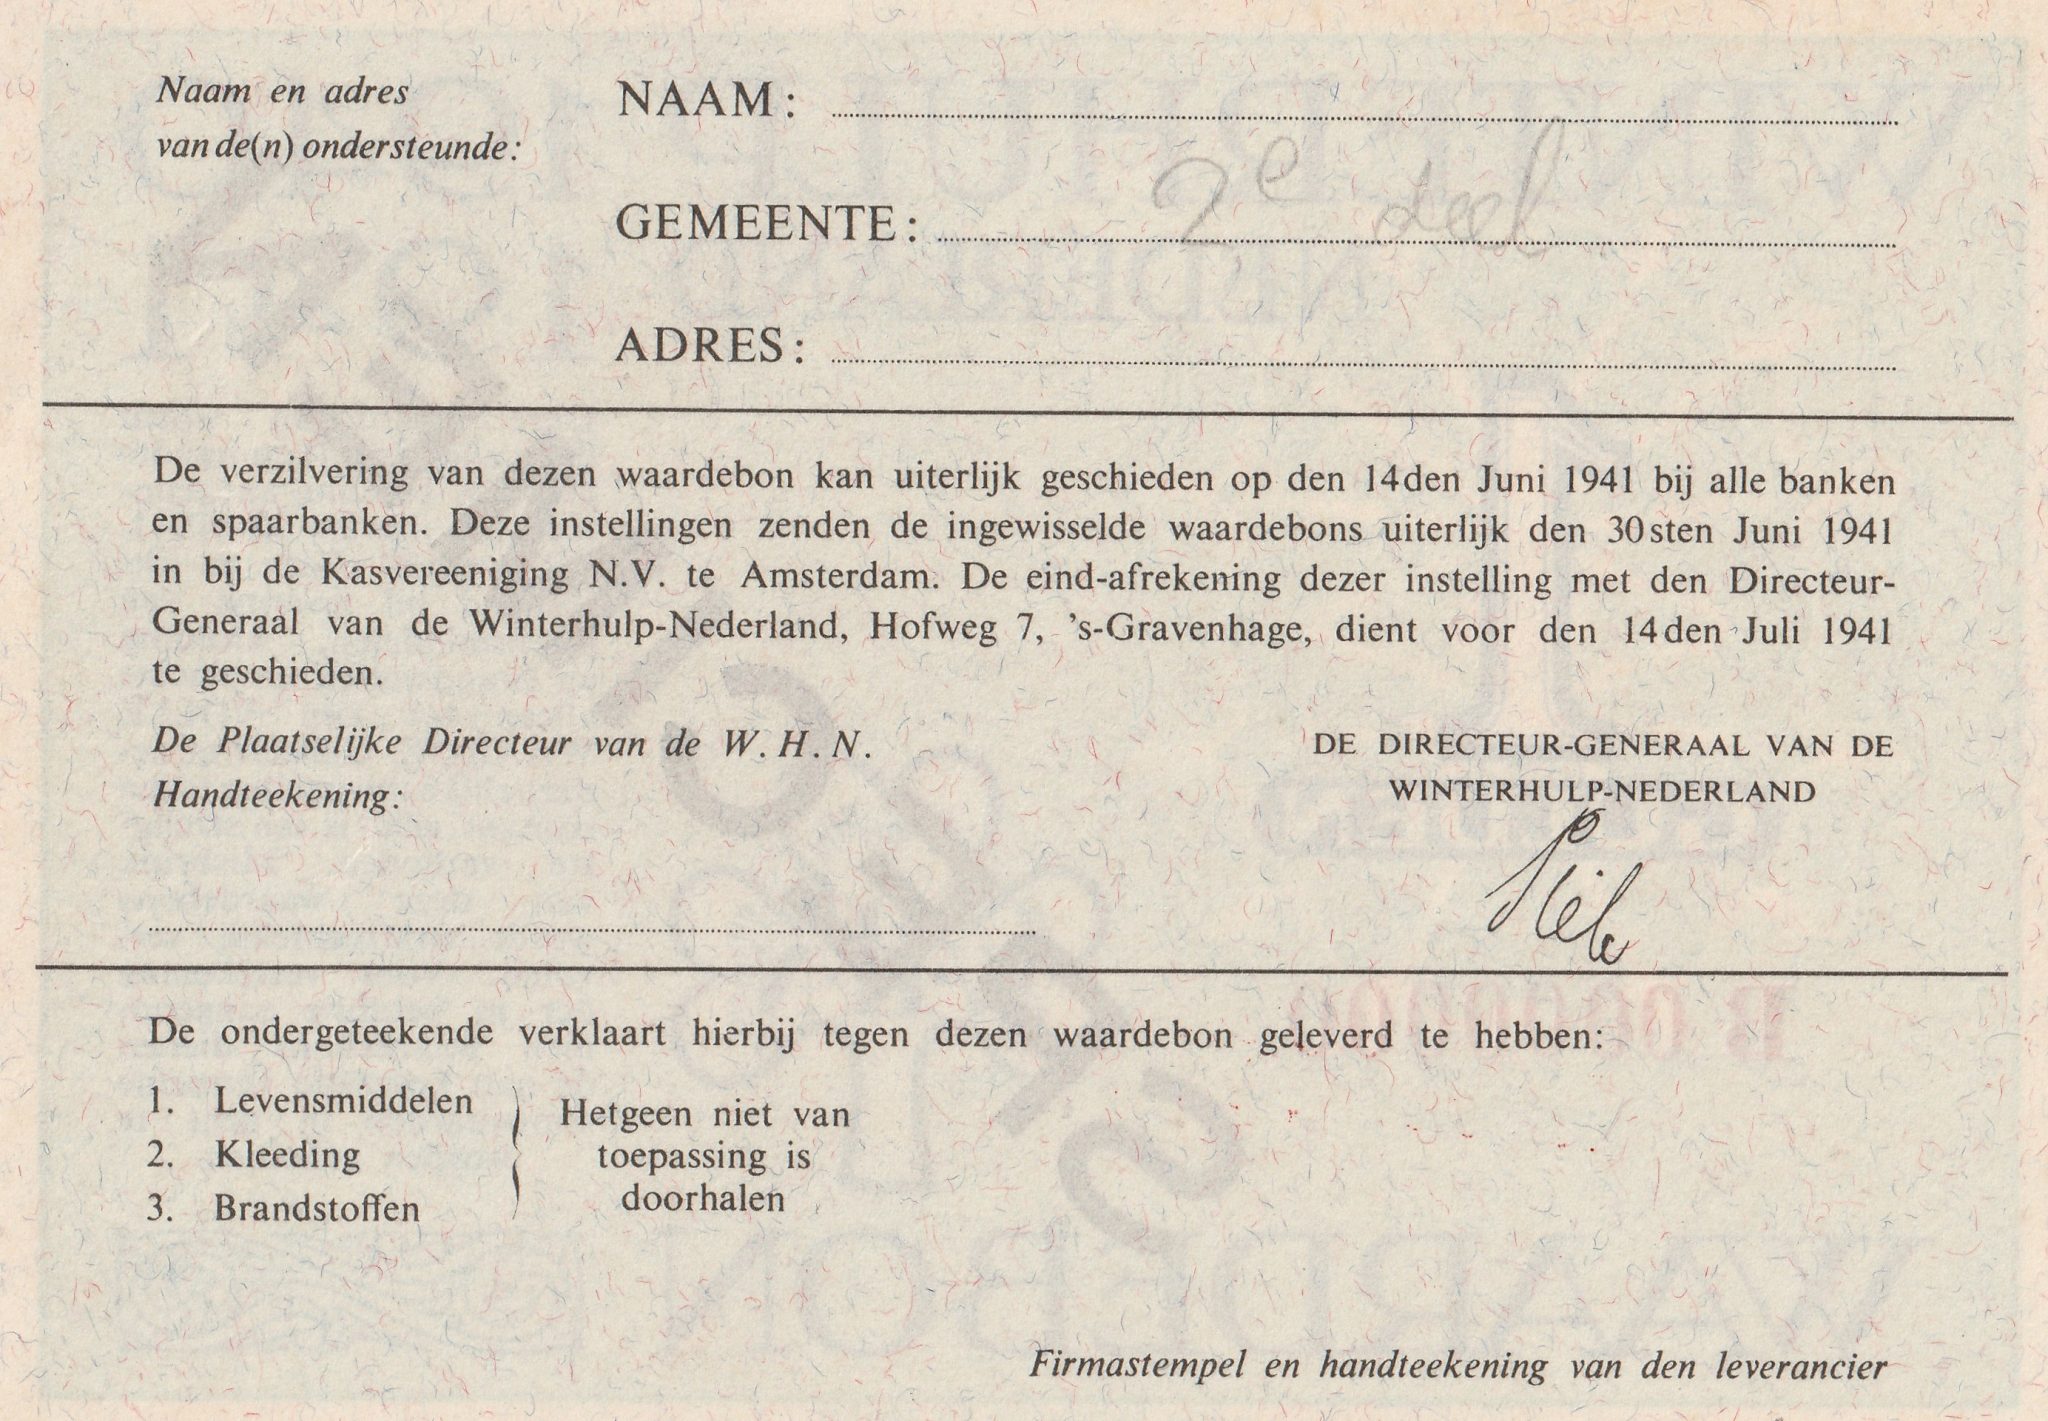 Naam en adres
van de(n) ondersteunde:
NAAM:
GEMEENTE: 2e deel
ADRES:
De verzilvering van dezen waardebon kan uiterlijk geschieden op den 14den Juni 1941 bij alle banken
en spaarbanken. Deze instellingen zenden de ingewisselde waardebons uiterlijk den 30sten Juni 1941
in bij de Kasvereeniging N.V. te Amsterdam. De eind-afrekening dezer instelling met den Directeur-
Generaal van de Winterhulp-Nederland, Hofweg 7, 's-Gravenhage, dient voor den 14den Juli 1941
te geschieden.
De Plaatselijke Directeur van de W.H.N.
Handteekening:
DE DIRECTEUR-GENERAAL VAN DE
WINTERHULP-NEDERLAND
De ondergeteekende verklaart hierbij tegen dezen waardebon geleverd te hebben:
1. Levensmiddelen
2. Kleeding
3. Brandstoffen
Hetgeen niet van
toepassing is
doorhalen
Firmastempel en handteekening van den leverancier